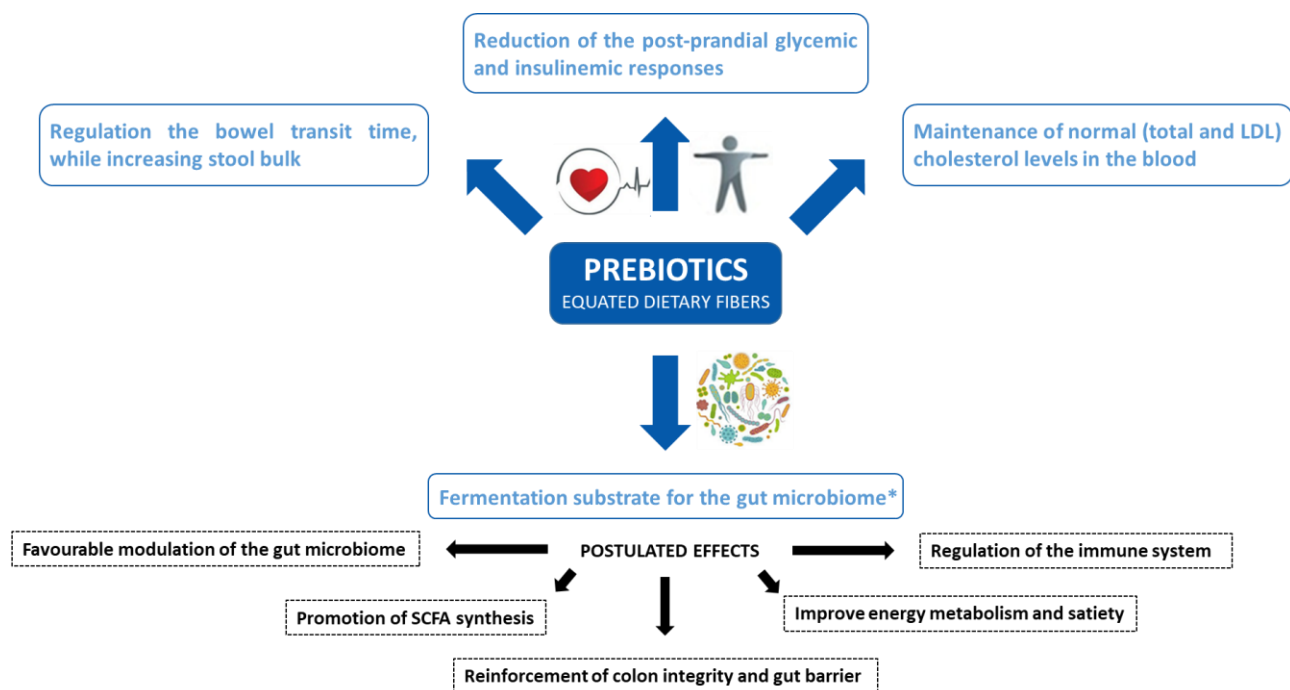 Reduction of the post-prandial glycemic
and insulinemic responses
Regulation the bowel transit time,
while increasing stool bulk
Maintenance of normal (total and LDL)
cholesterol levels in the blood
PREBIOTICS
EQUATED DIETARY FIBERS
Fermentation substrate for the gut microbiome*
Favourable modulation of the gut microbiome
POSTULATED EFFECTS
Regulation of the immune system
Promotion of SCFA synthesis
Improve energy metabolism and satiety
Reinforcement of colon integrity and gut barrier